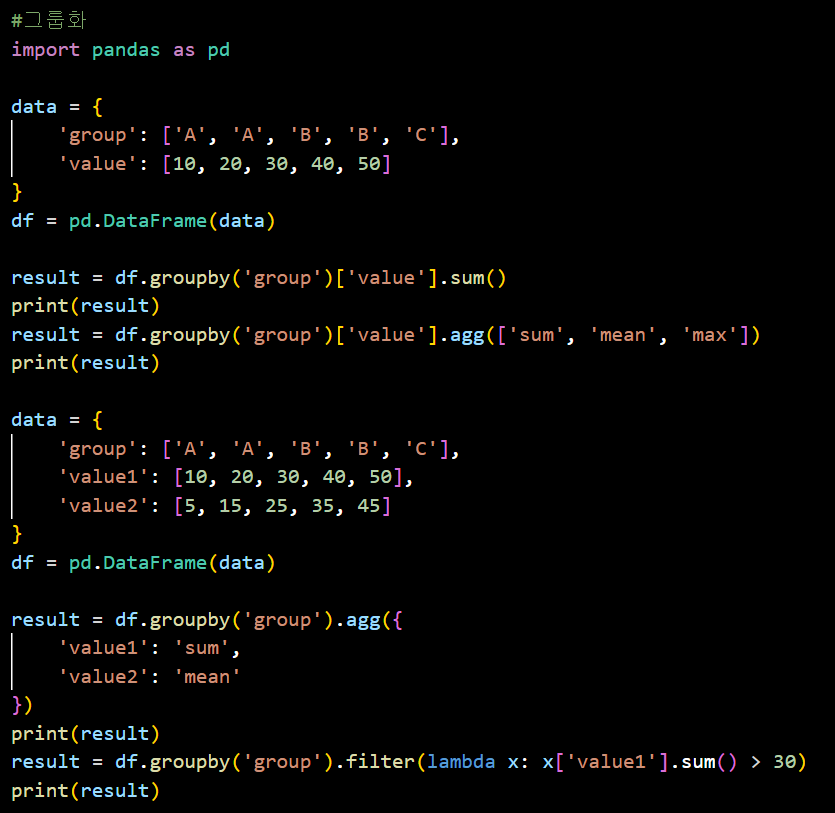 #그룹화
import pandas as pd
data = {
    'group': ['A', 'A', 'B', 'B', 'C'],
    'value': [10, 20, 30, 40, 50]
}
df = pd.DataFrame(data)
result = df.groupby('group')['value'].sum()
print(result)
result = df.groupby('group')['value'].agg(['sum', 'mean', 'max'])
print(result)
data = {
    'group': ['A', 'A', 'B', 'B', 'C'],
    'value1': [10, 20, 30, 40, 50],
    'value2': [5, 15, 25, 35, 45]
}
df = pd.DataFrame(data)
result = df.groupby('group').agg({
    'value1': 'sum',
    'value2': 'mean'
})
print(result)
result = df.groupby('group').filter(lambda x: x['value1'].sum() > 30)
print(result)